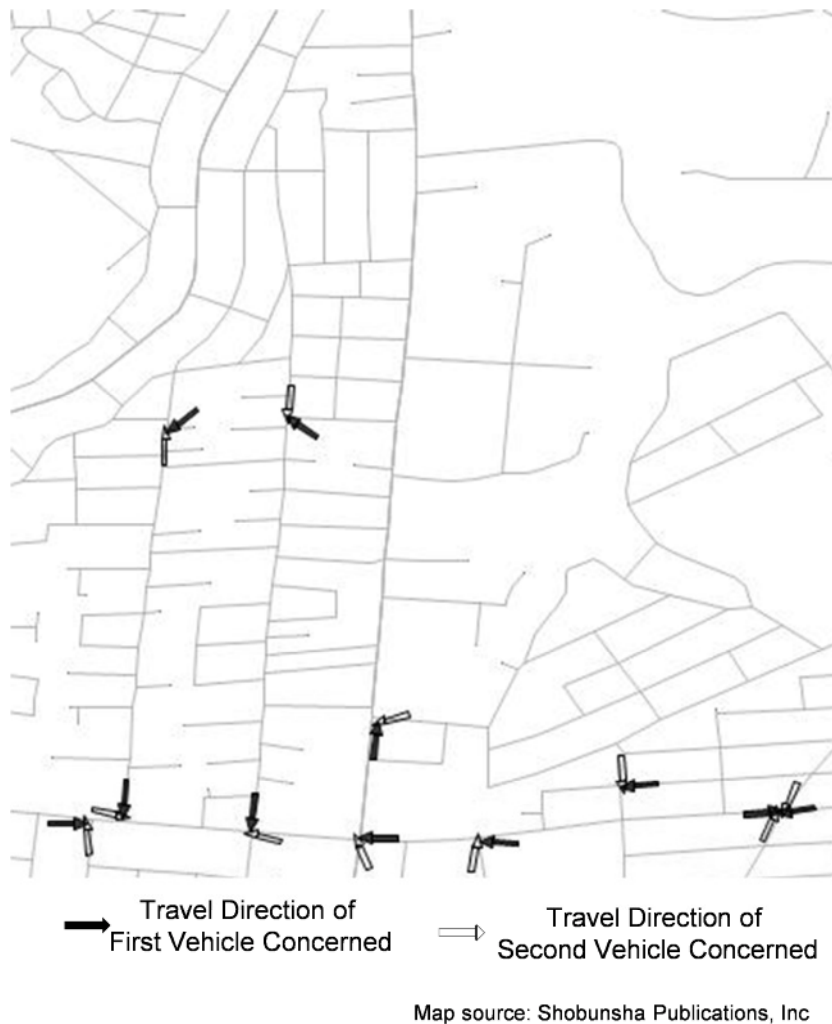 Travel Direction of
First Vehicle Concerned
Travel Direction of
Second Vehicle Concerned
Map source: Shobunsha Publications, Inc